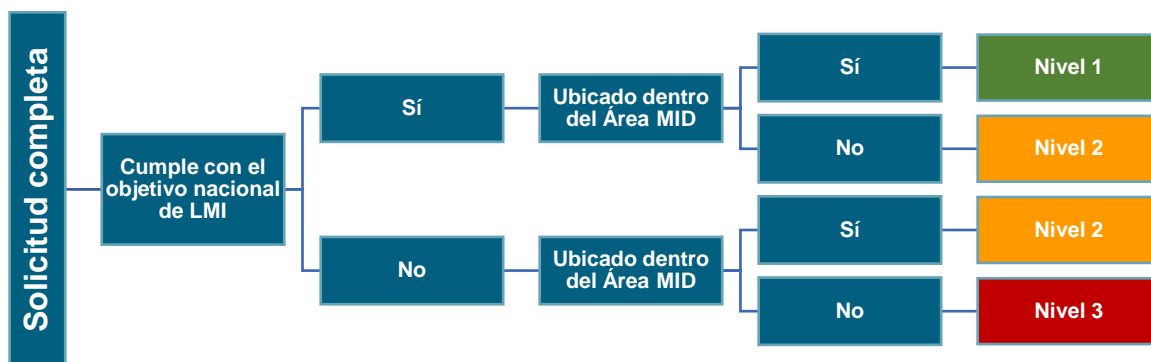 Solicitud completa
Cumple con el
objetivo nacional
de LMI
Sí
Ubicado dentro
del Área MID
Sí
Nivel 1
No
Nivel 2
No
Ubicado dentro
del Área MID
Sí
Nivel 2
No
Nivel 3